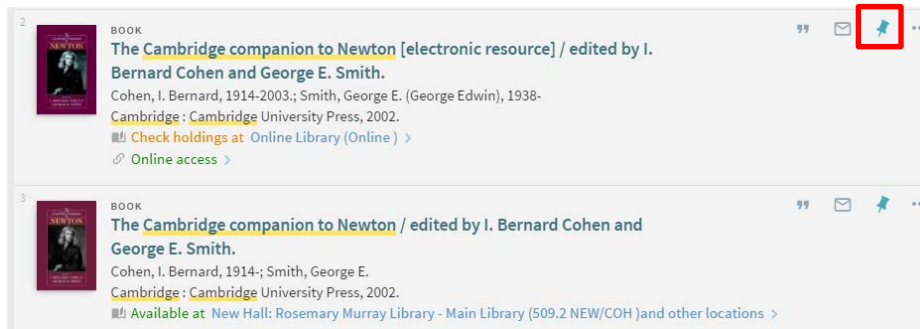 2
BOOK
The Cambridge companion to Newton [electronic resource] / edited by I.
Bernard Cohen and George E. Smith.
Cohen, I. Bernard, 1914-2003.; Smith, George E. (George Edwin), 1938-
Cambridge : Cambridge University Press, 2002.
Check holdings at Online Library (Online ) >
Online access >
NEWTON
3
BOOK
The Cambridge companion to Newton / edited by I. Bernard Cohen and
George E. Smith.
Cohen, I. Bernard, 1914-; Smith, George E.
Cambridge : Cambridge University Press, 2002.
Available at New Hall: Rosemary Murray Library - Main Library (509.2 NEW/COH )and other locations >
NEWTON